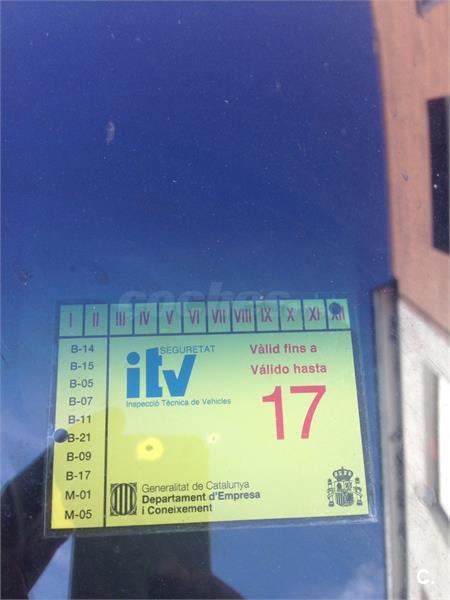 coches
I II III IV V VI VII VIII IX X XI XII
B-14
B-15
B-05
B-07
B-11
B-21
B-09
B-17
M-01
M-05
SEGURETAT
itv
Inspecció Tècnica de Vehicles
Vàlid fins a
Válido hasta
17
Generalitat de Catalunya
Departament d'Empresa
i Coneixement
C.